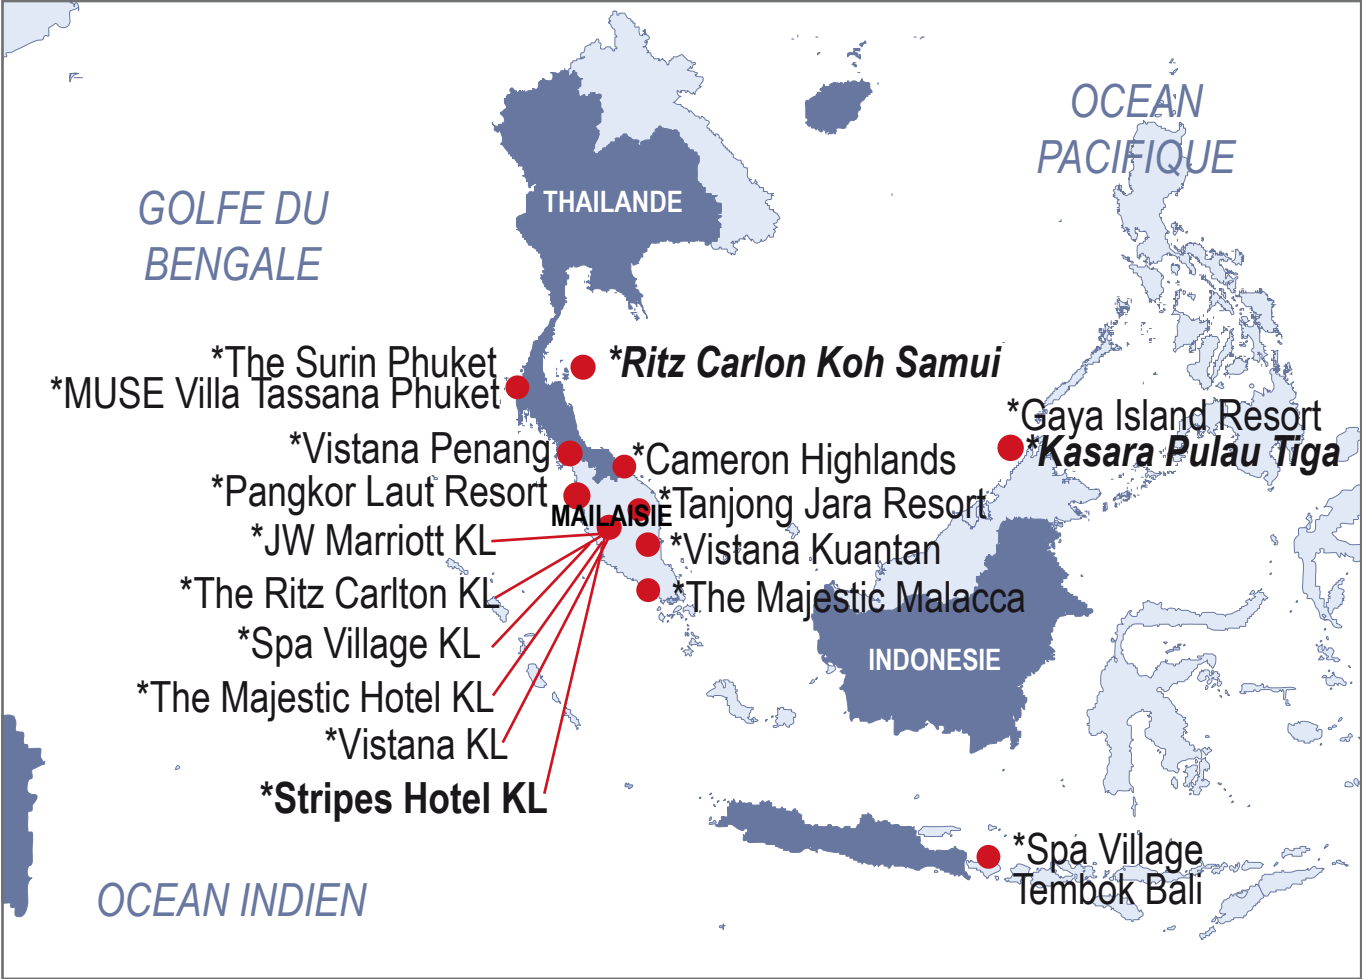 OCEAN
PACIFIQUE
GOLFE DU
BENGALE
THAILANDE
*The Surin Phuket
*MUSE Villa Tassana Phuket
*Ritz Carlon Koh Samui
*Gaya Island Resort
*Kasara Pulau Tiga
*Vistana Penang
*Cameron Highlands
*Pangkor Laut Resort
*Tanjong Jara Resort
MAILAISIE
*JW Marriott KL
*Vistana Kuantan
*The Ritz Carlton KL
*The Majestic Malacca
*Spa Village KL
INDONESIE
*The Majestic Hotel KL
*Vistana KL
*Stripes Hotel KL
*Spa Village
Tembok Bali
OCEAN INDIEN